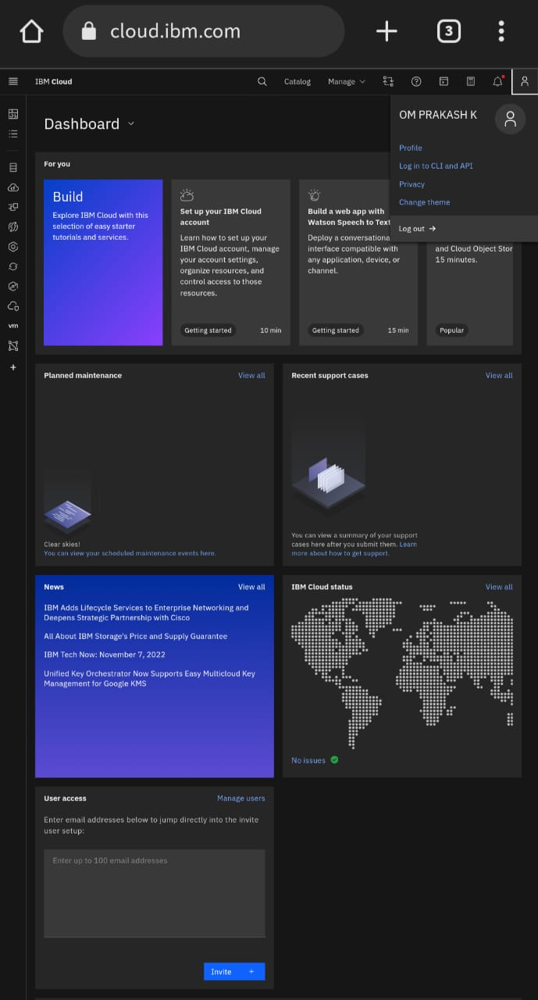 cloud.ibm.com
3
IBM Cloud
Catalog
Manage
Dashboard
OM PRAKASH K
Profile
Log in to CLI and API
Privacy
Change theme
Log out →
For you
Build
Explore IBM Cloud with this
selection of easy starter
tutorials and services.
Set up your IBM Cloud
account
Learn how to set up your
IBM Cloud account, manage
your account settings,
organize resources, and
control access to those
resources.
Getting started
10 min
Build a web app with
Watson Speech to Text
Deploy a conversationa
interface compatible with
any application, device, or
channel.
Getting started
15 min
and Cloud Object Stor
15 minutes.
Popular
vm
Planned maintenance
View all
Clear skies!
You can view your scheduled maintenance events here.
Recent support cases
View all
You can view a summary of your support
cases here after you submit them. Learn
more about how to get support.
News
View all
IBM Adds Lifecycle Services to Enterprise Networking and
Deepens Strategic Partnership with Cisco
All About IBM Storage's Price and Supply Guarantee
IBM Tech Now: November 7, 2022
Unified Key Orchestrator Now Supports Easy Multicloud Key
Management for Google KMS
IBM Cloud status
View all
No issues
User access
Manage users
Enter email addresses below to jump directly into the invite
user setup:
Enter up to 100 email addresses
Invite +